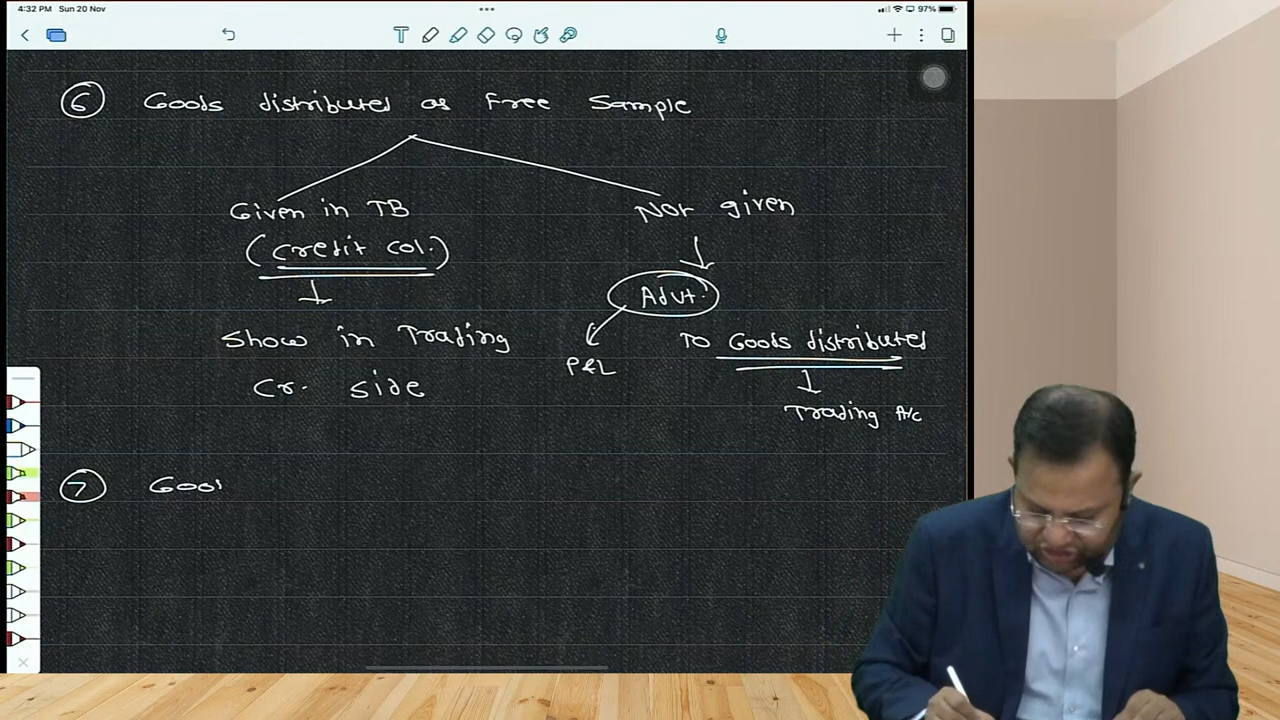 4:32 PM Sun 20 Nov
97%
6 Goods distributed as Free Sample
Given in TB
(Credit Col.)
Show in Trading
Cr. side
Not given
Advt.
P&L
To Goods distributed
Trading A/c
7 Goo